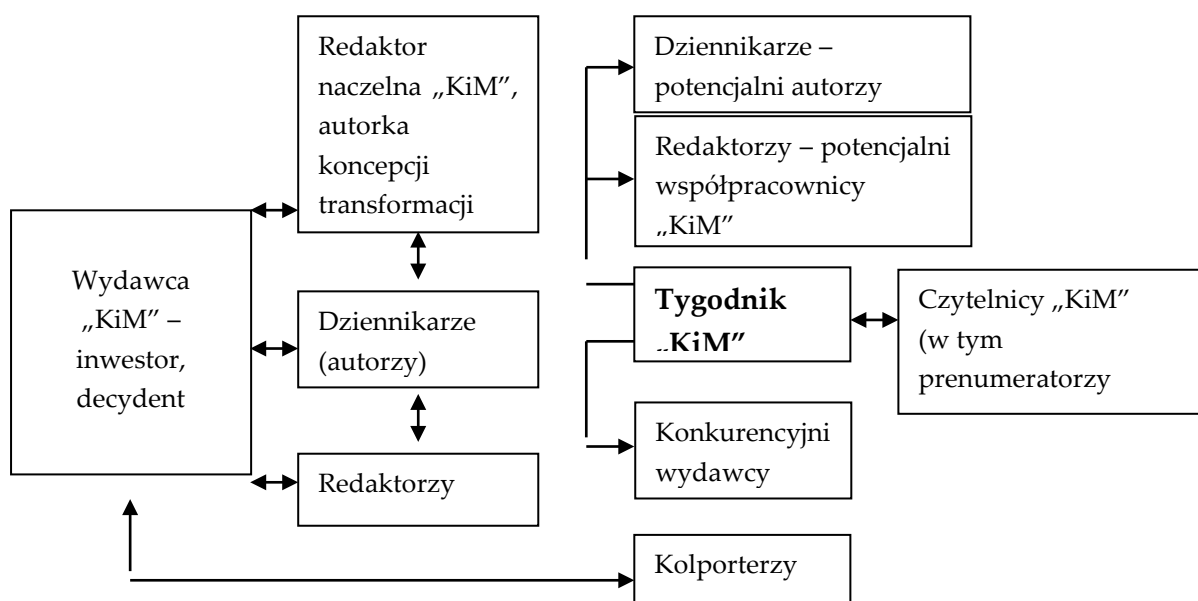 Redaktor
naczelna „KiM”,
autorka
koncepcji
transformacji
Dziennikarze –
potencjalni autorzy
Redaktorzy – potencjalni
współpracownicy
„KiM”
Wydawca
„KiM” –
inwestor,
decydent
Dziennikarze
(autorzy)
Tygodnik
„KiM”
Czytelnicy „KiM”
(w tym
prenumeratorzy
Redaktorzy
Konkurencyjni
wydawcy
Kolporterzy